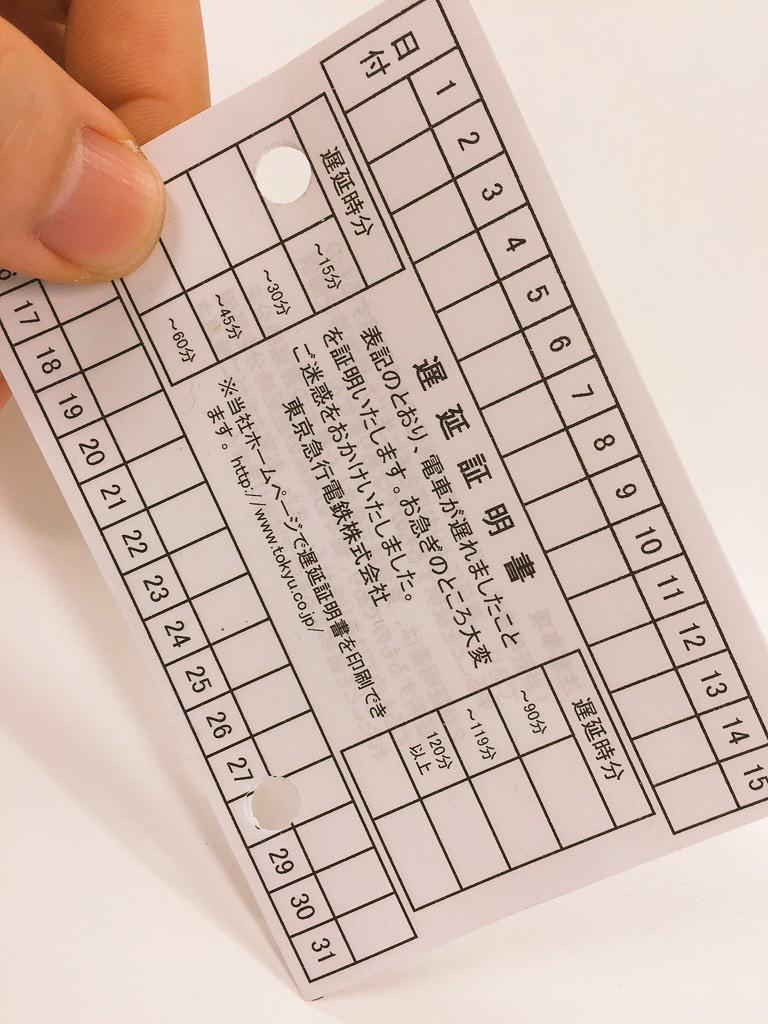 日付
1
2
3
4
5
6
7
8
9
10
11
12
13
14
15
遅延時分
～15分
～30分
～45分
～60分
遅延証明書
表記のとおり、電車が遅れましたこと
を証明いたします。お急ぎのところ大変
ご迷惑をおかけいたしました。
東京急行電鉄株式会社
※当社ホームページで遅延証明書を印刷でき
ます。http://www.tokyu.co.jp/
遅延時分
～90分
～119分
120分
以上
17
18
19
20
21
22
23
24
25
26
27
29
30
31